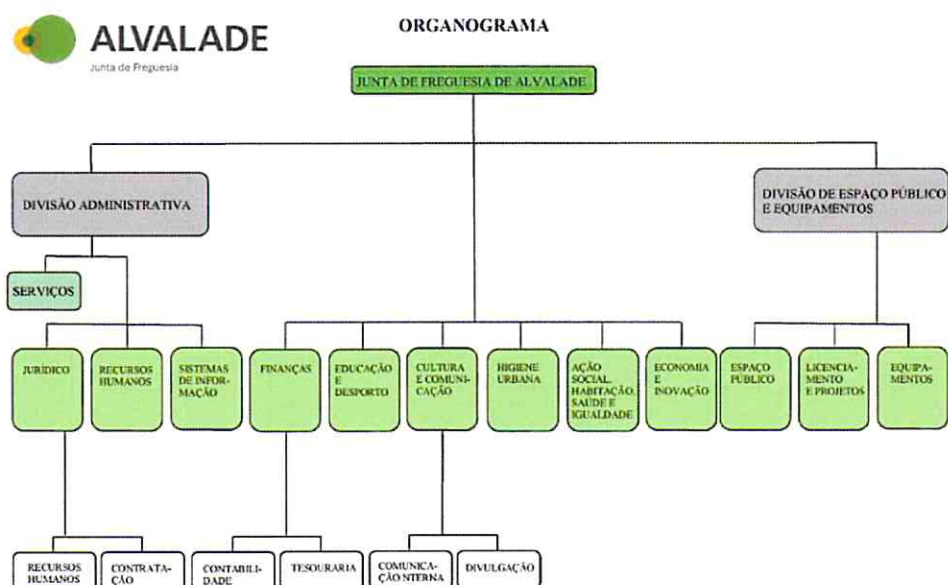 ALVALADE
Junta de Freguesia
ORGANOGRAMA
JUNTA DE FREGUESIA DE ALVALADE
DIVISÃO ADMINISTRATIVA
DIVISÃO DE ESPAÇO PÚBLICO
E EQUIPAMENTOS
SERVIÇOS
JURÍDICO
RECURSOS
HUMANOS
SISTEMAS
DE INFOR-
MAÇÃO
FINANÇAS
EDUCAÇÃO
E
DESPORTO
CULTURA
E COMUNI-
CAÇÃO
HIGIENE
URBANA
AÇÃO
SOCIAL,
HABITAÇÃO,
SAÚDE E
IGUALDADE
ECONOMIA
E
INOVAÇÃO
ESPAÇO
PÚBLICO
LICENCIA-
MENTO
E PROJETOS
EQUIPA-
MENTOS
RECURSOS
HUMANOS
CONTRATA-
ÇÃO
CONTABILI-
DADE
TESOURARIA
COMUNICA-
ÇÃO NTERNA
DIVULGAÇÃO